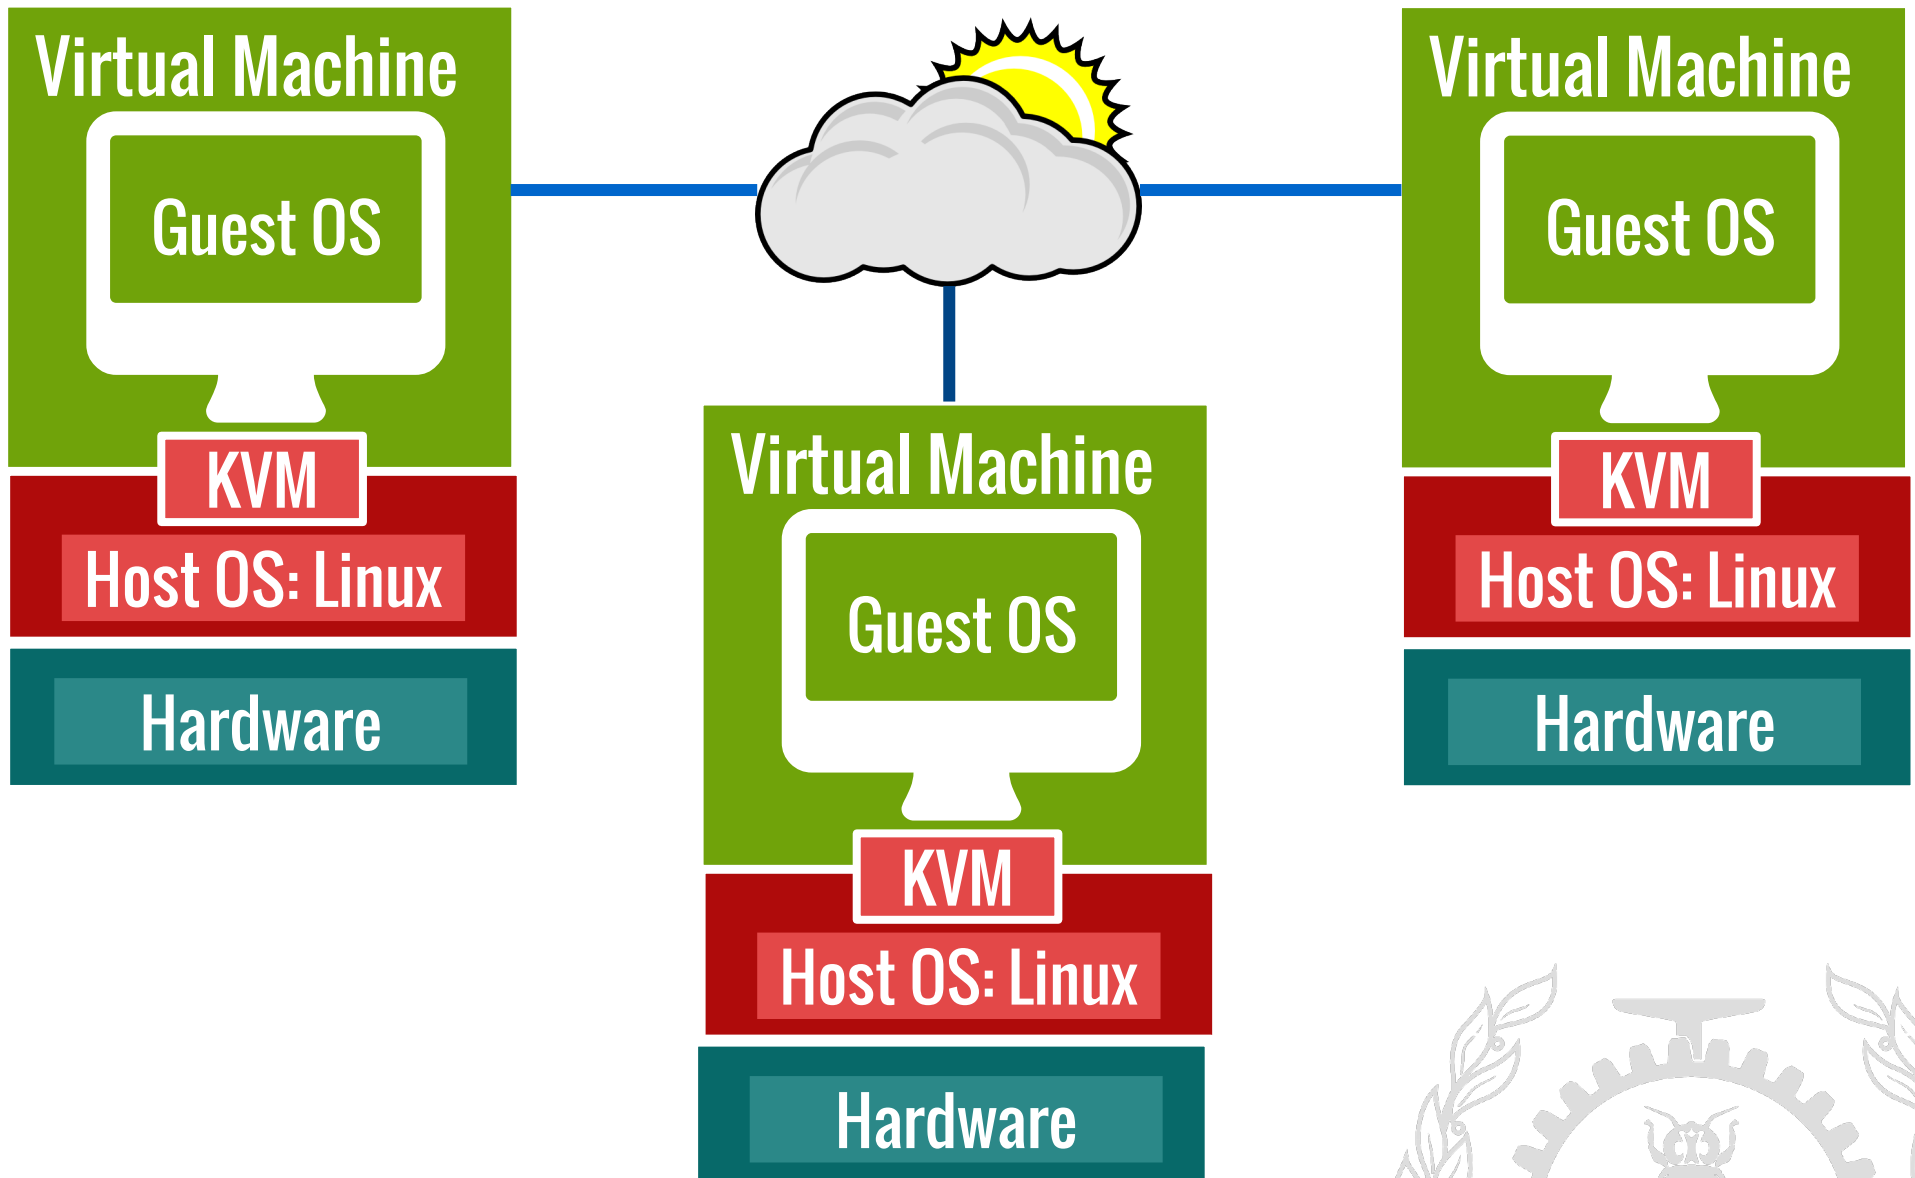 Virtual Machine
Guest OS
KVM
Host OS: Linux
Hardware
Virtual Machine
Guest OS
KVM
Host OS: Linux
Hardware
Virtual Machine
Guest OS
KVM
Host OS: Linux
Hardware